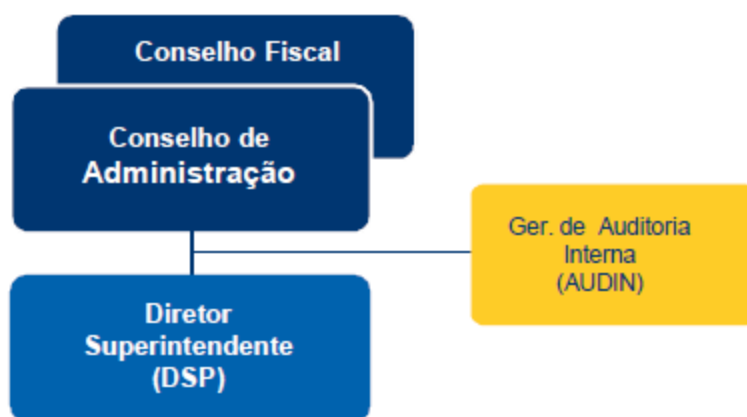 Conselho Fiscal
Conselho de
Administração
Ger. de Auditoria
Interna
(AUDIN)
Diretor
Superintendente
(DSP)